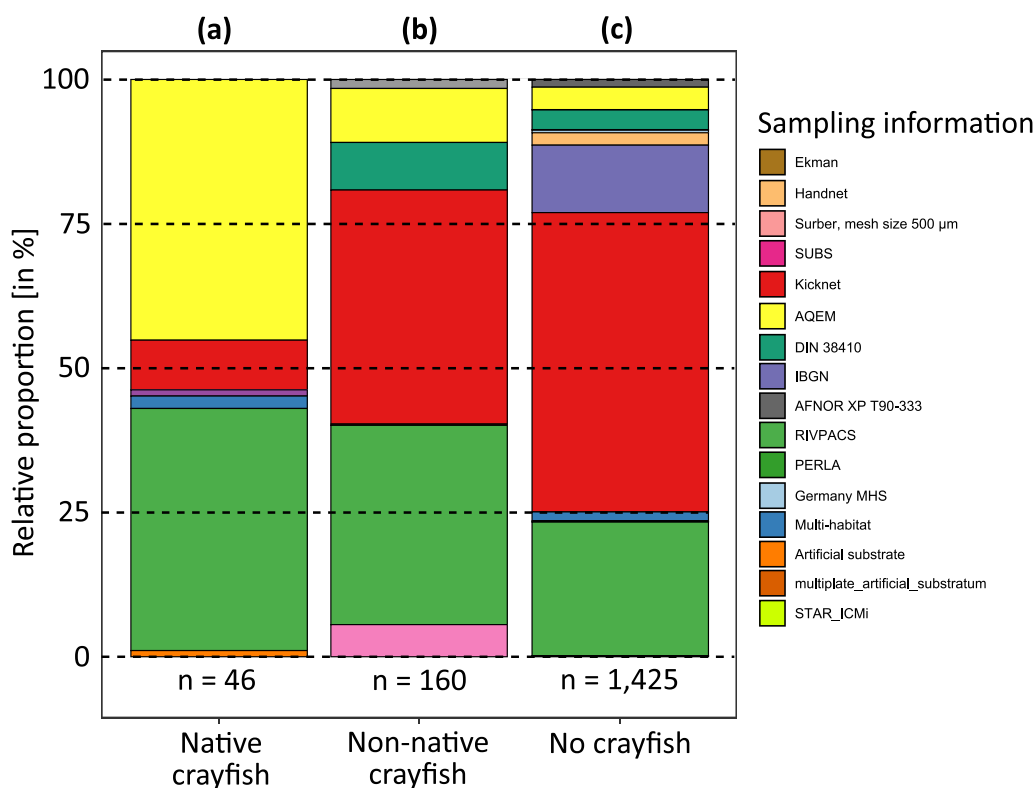 (a) (b) (c)
Relative proportion [in %]
100
75
50
25
0
n = 46 n = 160 n = 1,425
Native crayfish
Non-native crayfish
No crayfish
Sampling information
Ekman
Handnet
Surber, mesh size 500 µm
SUBS
Kicknet
AQEM
DIN 38410
IBGN
AFNOR XP T90-333
RIVPACS
PERLA
Germany MHS
Multi-habitat
Artificial substrate
multiplate_artificial_substratum
STAR_ICMi